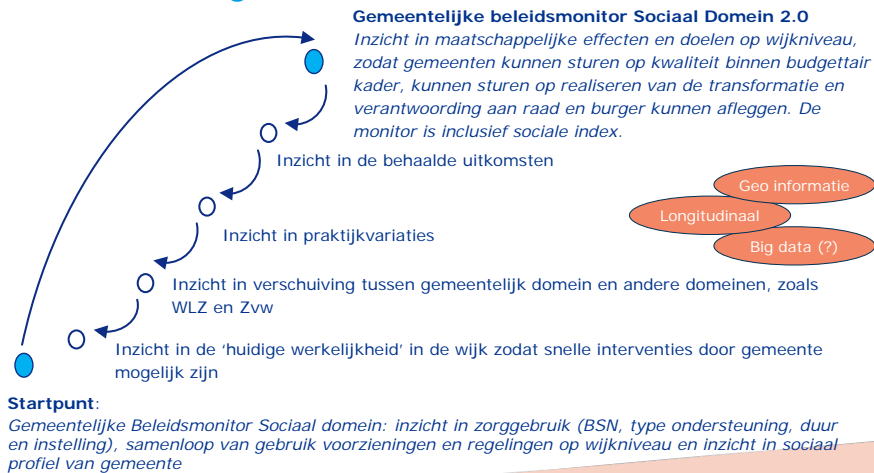 Gemeentelijke beleidsmonitor Sociaal Domein 2.0
Inzicht in maatschappelijke effecten en doelen op wijkniveau,
zodat gemeenten kunnen sturen op kwaliteit binnen budgettair
kader, kunnen sturen op realiseren van de transformatie en
verantwoording aan raad en burger kunnen afleggen. De
monitor is inclusief sociale index.
Inzicht in de behaalde uitkomsten
Geo informatie
Longitudinaal
Big data (?)
Inzicht in praktijkvariaties
Inzicht in verschuiving tussen gemeentelijk domein en andere domeinen, zoals
WLZ en Zvw
Inzicht in de ‘huidige werkelijkheid’ in de wijk zodat snelle interventies door gemeente
mogelijk zijn
Startpunt:
Gemeentelijke Beleidsmonitor Sociaal domein: inzicht in zorggebruik (BSN, type ondersteuning, duur
en instelling), samenloop van gebruik voorzieningen en regelingen op wijkniveau en inzicht in sociaal
profiel van gemeente